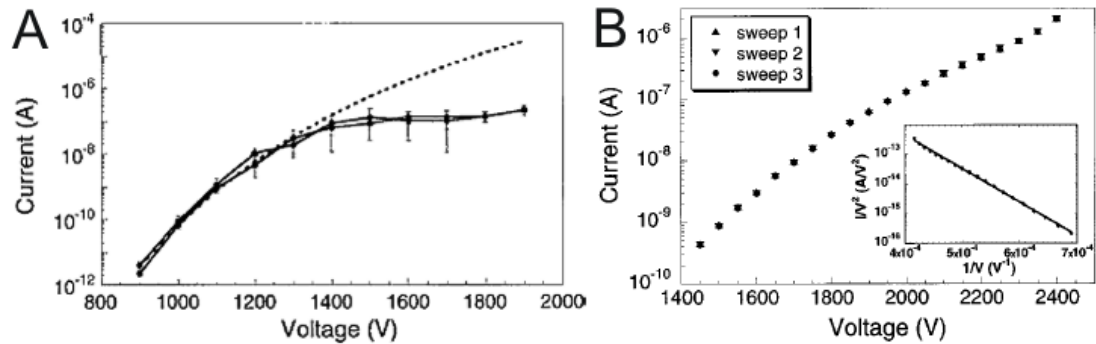 A
Current (A)
10⁻⁴
10⁻⁶
10⁻⁸
10⁻¹⁰
10⁻¹²
800
1000
1200
1400
1600
1800
2000
Voltage (V)
B
sweep 1
sweep 2
sweep 3
Current (A)
10⁻⁶
10⁻⁷
10⁻⁸
10⁻⁹
10⁻¹⁰
1400
1600
1800
2000
2200
2400
Voltage (V)
I/V² (A/V²)
10⁻¹³
10⁻¹⁴
10⁻¹⁵
10⁻¹⁶
4x10⁻⁴
5x10⁻⁴
6x10⁻⁴
7x10⁻⁴
1/V (V⁻¹)